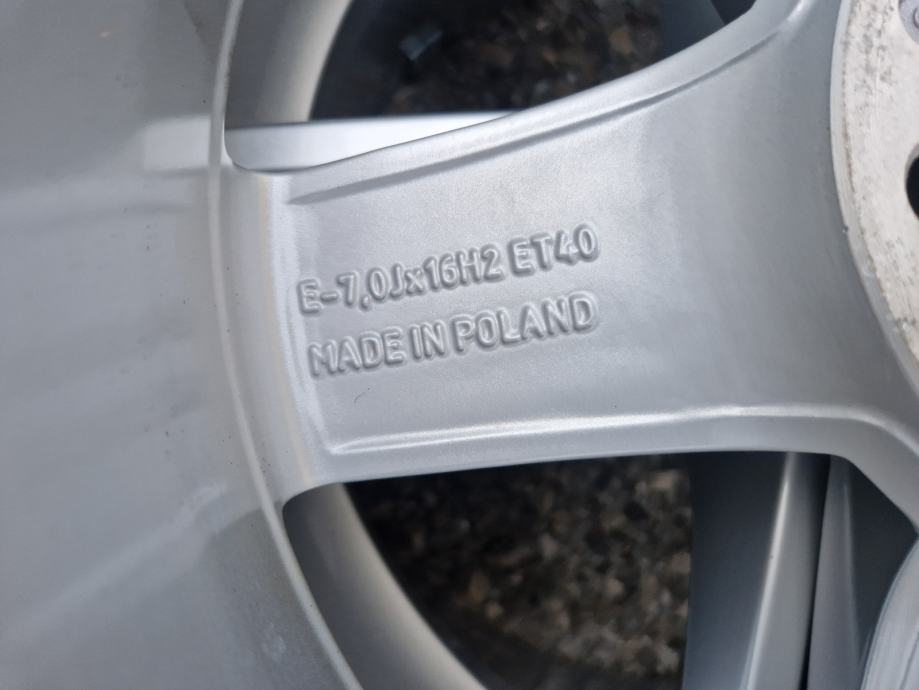 E-7,0Jx16H2 ET40
MADE IN POLAND